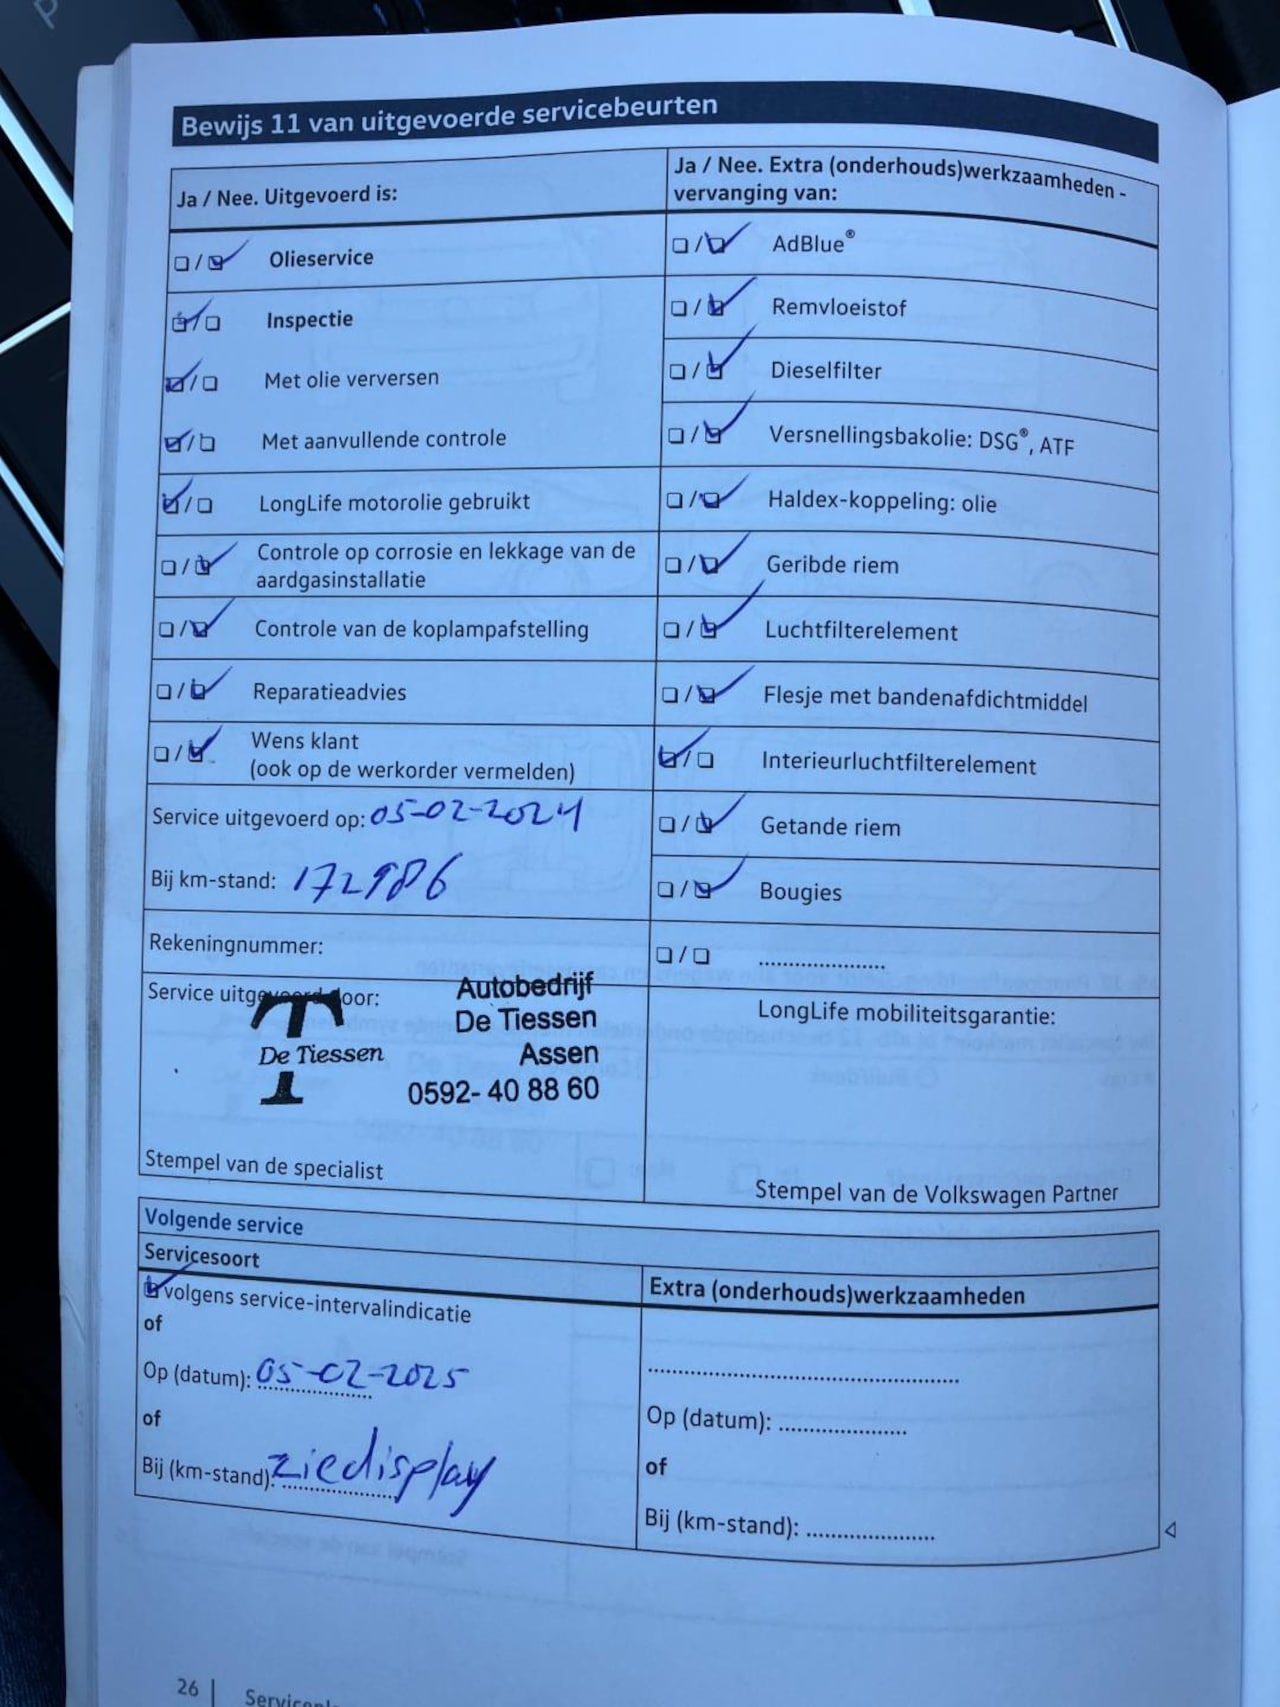 Bewijs 11 van uitgevoerde servicebeurten
Ja / Nee. Uitgevoerd is:
Olieservice
Inspectie
Met olie verversen
Met aanvullende controle
LongLife motorolie gebruikt
Controle op corrosie en lekkage van de
aardgasinstallatie
Controle van de koplampafstelling
Reparatieadvies
Wens klant
(ook op de werkorder vermelden)
Service uitgevoerd op: 05-02-2024
Bij km-stand: 172986
Rekeningnummer:
Service uitgevoerd door:
De Tiessen
Autobedrijf
De Tiessen
Assen
0592- 40 88 60
Stempel van de specialist
Ja / Nee. Extra (onderhouds)werkzaamheden -
vervanging van:
AdBlue®
Remvloeistof
Dieselfilter
Versnellingsbakolie: DSG®, ATF
Haldex-koppeling: olie
Geribde riem
Luchtfilterelement
Flesje met bandenafdichtmiddel
Interieurluchtfilterelement
Getande riem
Bougies
....................
LongLife mobiliteitsgarantie:
Stempel van de Volkswagen Partner
Volgende service
Servicesoort
volgens service-intervalindicatie
of
Op (datum): 05-02-2025
of
Bij (km-stand): ziedisplay
Extra (onderhouds)werkzaamheden
..................................................
Op (datum): .....................
of
Bij (km-stand): .....................
26